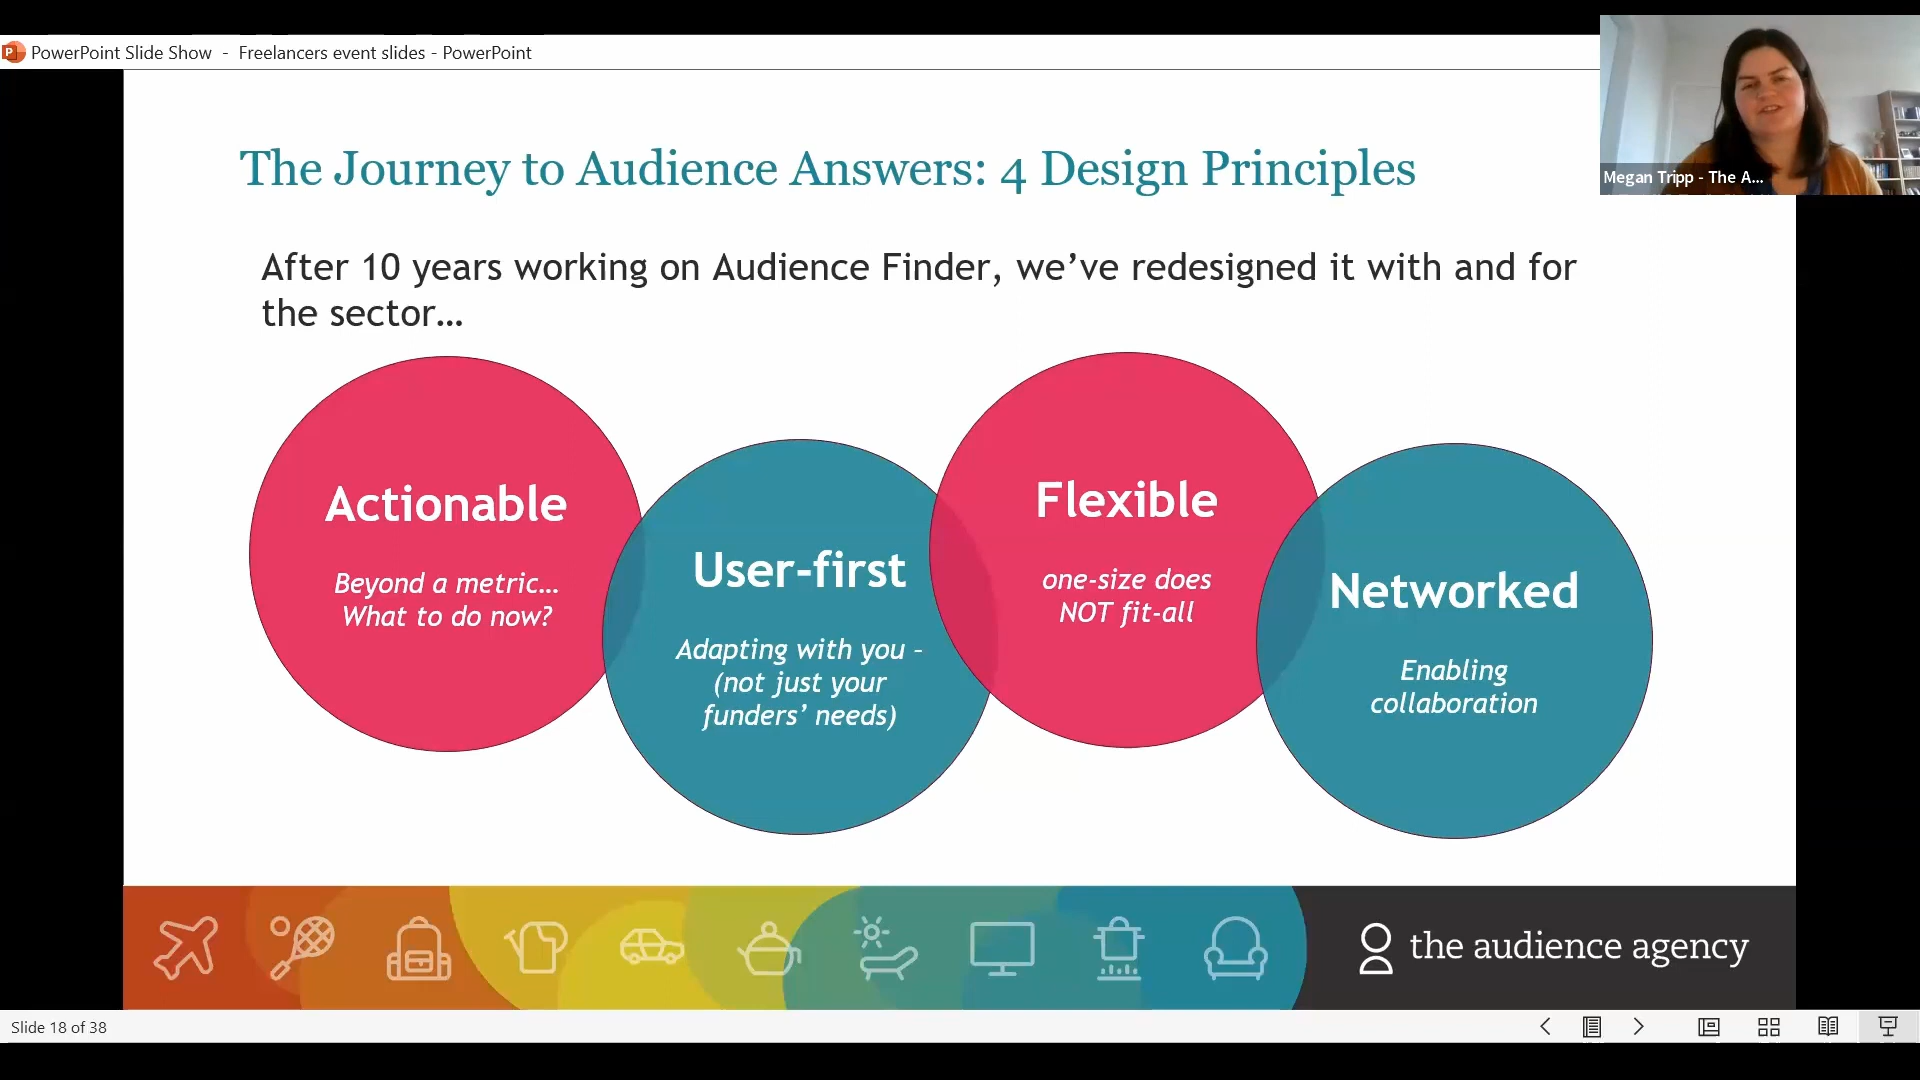 PowerPoint Slide Show - Freelancers event slides - PowerPoint
Megan Tripp - The A...
The Journey to Audience Answers: 4 Design Principles
After 10 years working on Audience Finder, we’ve redesigned it with and for
the sector…
Actionable
Beyond a metric…
What to do now?
User-first
Adapting with you –
(not just your
funders’ needs)
Flexible
one-size does
NOT fit-all
Networked
Enabling
collaboration
the audience agency
Slide 18 of 38